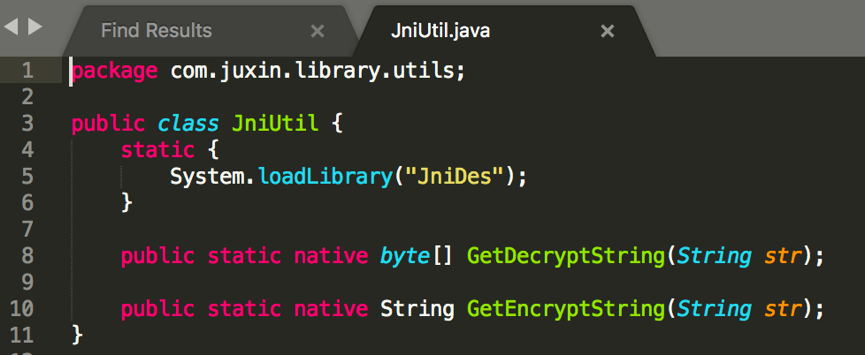 Find Results × JniUtil.java ×
1 package com.juxin.library.utils;
2
3 public class JniUtil {
4 static {
5 System.loadLibrary("JniDes");
6 }
7
8 public static native byte[] GetDecryptString(String str);
9
10 public static native String GetEncryptString(String str);
11 }